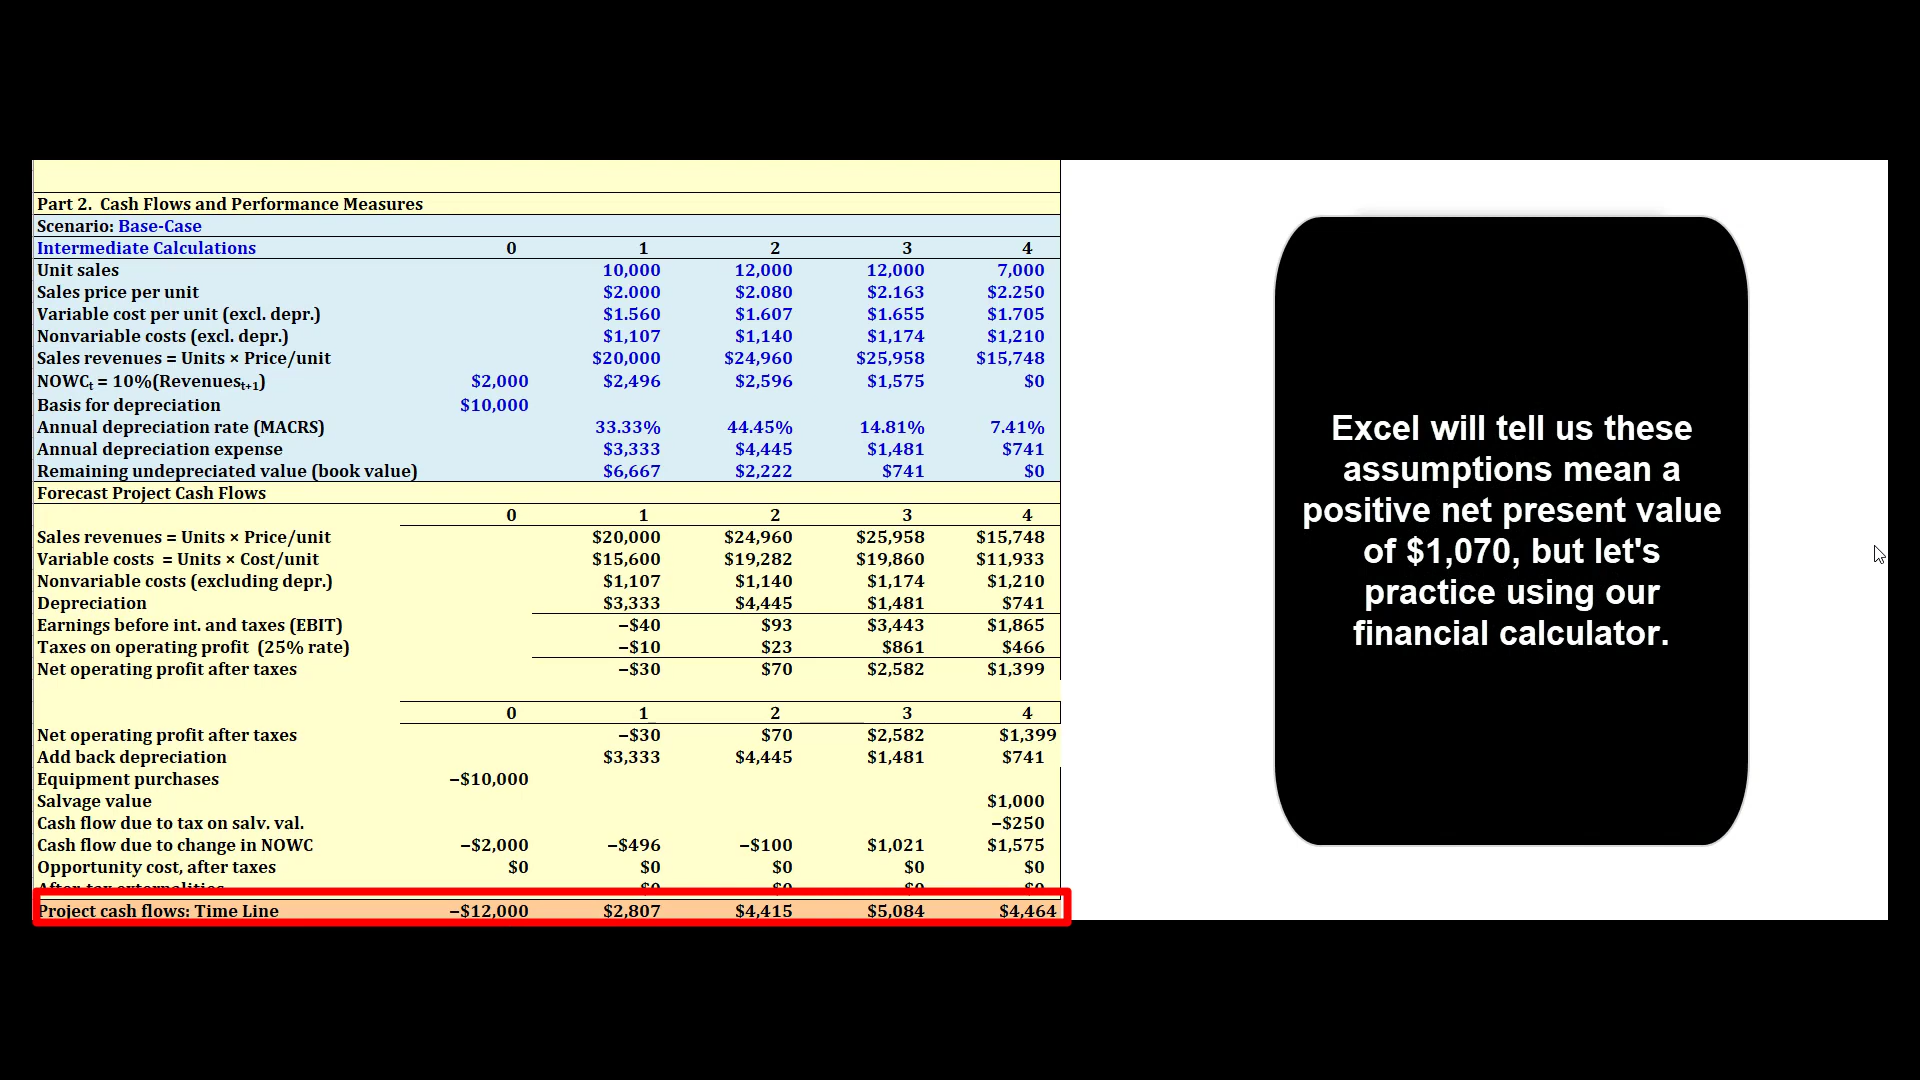 Part 2.  Cash Flows and Performance Measures
Scenario: Base-Case
Intermediate Calculations 0 1 2 3 4
Unit sales 10,000 12,000 12,000 7,000
Sales price per unit $2.000 $2.080 $2.163 $2.250
Variable cost per unit (excl. depr.) $1.560 $1.607 $1.655 $1.705
Nonvariable costs (excl. depr.) $1,107 $1,140 $1,174 $1,210
Sales revenues = Units × Price/unit $20,000 $24,960 $25,958 $15,748
NOWCt = 10%(Revenuest+1) $2,000 $2,496 $2,596 $1,575 $0
Basis for depreciation $10,000
Annual depreciation rate (MACRS) 33.33% 44.45% 14.81% 7.41%
Annual depreciation expense $3,333 $4,445 $1,481 $741
Remaining undepreciated value (book value) $6,667 $2,222 $741 $0
Forecast Project Cash Flows
0 1 2 3 4
Sales revenues = Units × Price/unit $20,000 $24,960 $25,958 $15,748
Variable costs  = Units × Cost/unit $15,600 $19,282 $19,860 $11,933
Nonvariable costs (excluding depr.) $1,107 $1,140 $1,174 $1,210
Depreciation $3,333 $4,445 $1,481 $741
Earnings before int. and taxes (EBIT) −$40 $93 $3,443 $1,865
Taxes on operating profit  (25% rate) −$10 $23 $861 $466
Net operating profit after taxes −$30 $70 $2,582 $1,399
0 1 2 3 4
Net operating profit after taxes −$30 $70 $2,582 $1,399
Add back depreciation $3,333 $4,445 $1,481 $741
Equipment purchases −$10,000
Salvage value $1,000
Cash flow due to tax on salv. val. −$250
Cash flow due to change in NOWC −$2,000 −$496 −$100 $1,021 $1,575
Opportunity cost, after taxes $0 $0 $0 $0 $0
After-tax externalities $0 $0 $0 $0
Project cash flows: Time Line −$12,000 $2,807 $4,415 $5,084 $4,464
Excel will tell us these
assumptions mean a
positive net present value
of $1,070, but let's
practice using our
financial calculator.